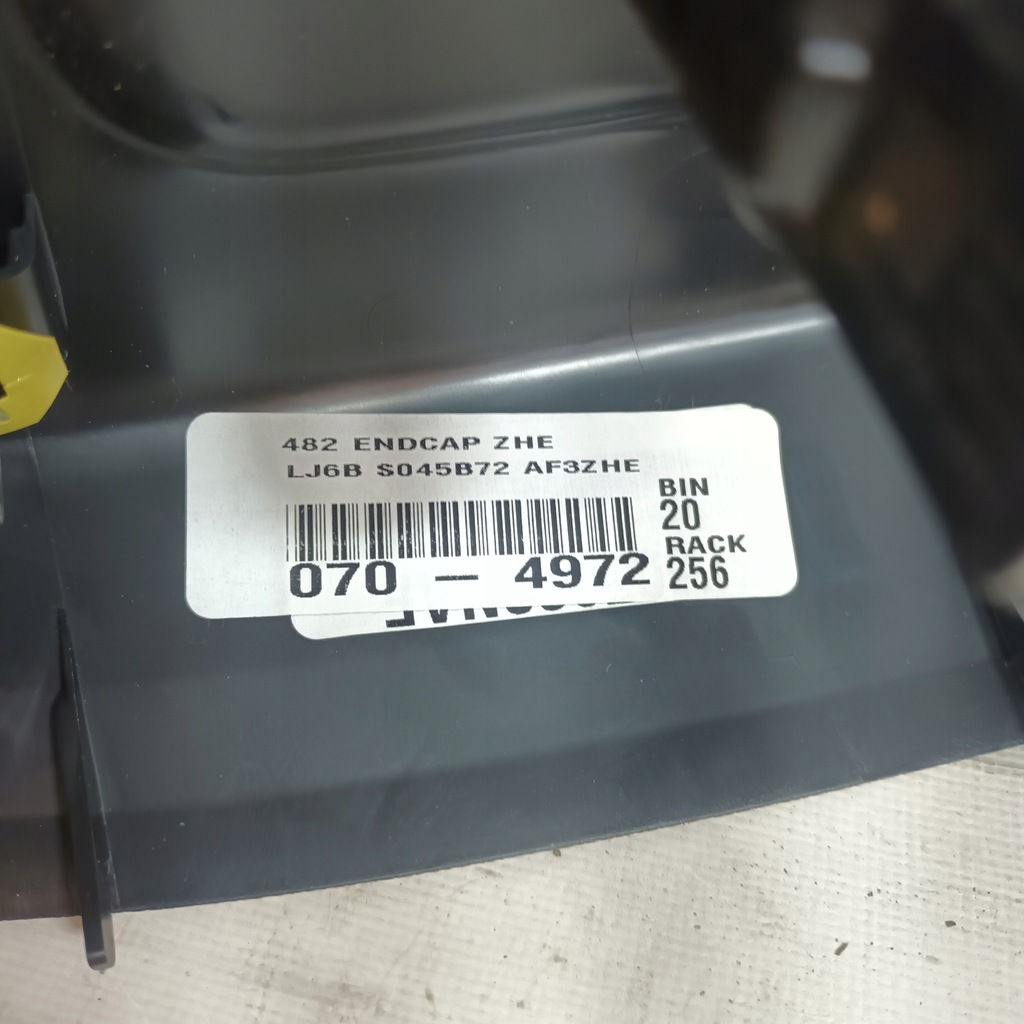 482 ENDCAP ZHE
LJ6B S045B72 AF3ZHE
BIN
20
RACK
256
070 - 4972